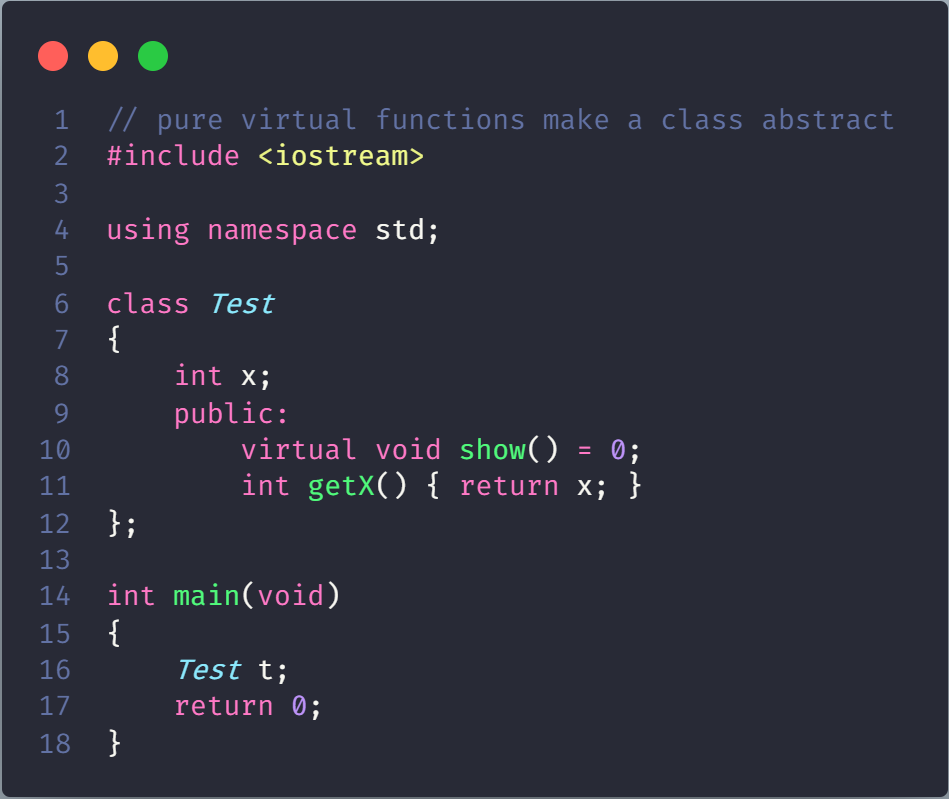 1 // pure virtual functions make a class abstract
2 #include <iostream>
3
4 using namespace std;
5
6 class Test
7 {
8     int x;
9     public:
10         virtual void show() = 0;
11         int getX() { return x; }
12 };
13
14 int main(void)
15 {
16     Test t;
17     return 0;
18 }